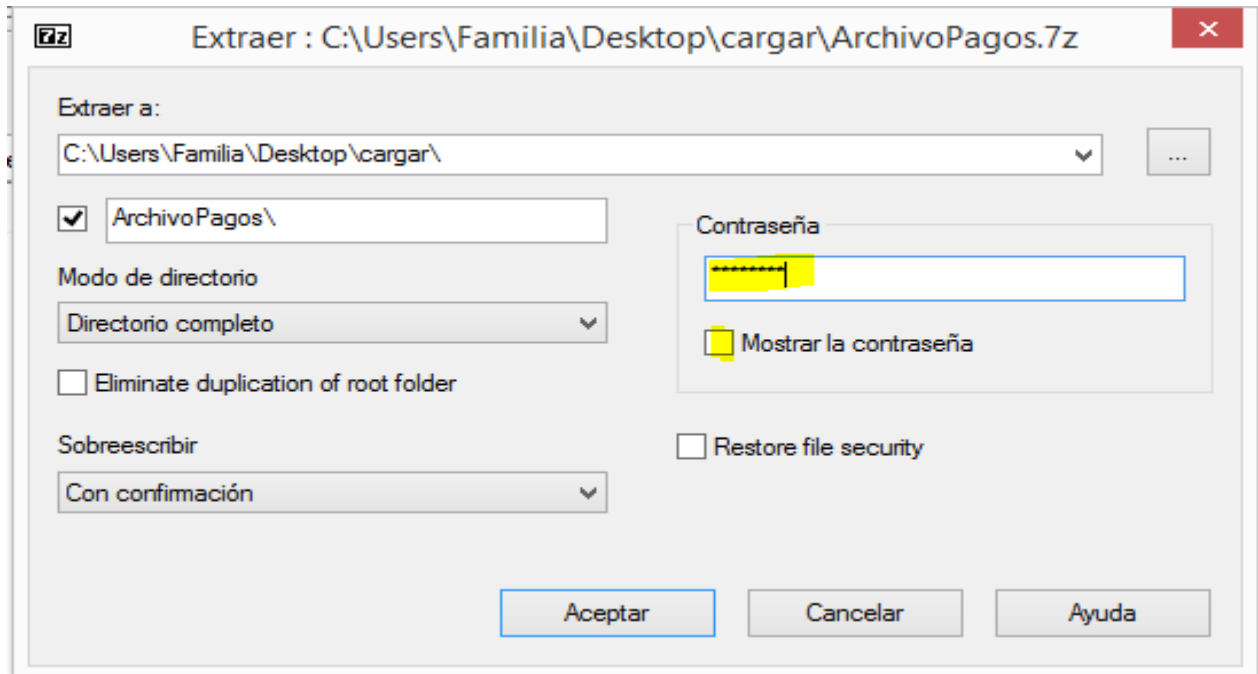 7z Extraer : C:\Users\Familia\Desktop\cargar\ArchivoPagos.7z
Extraer a:
C:\Users\Familia\Desktop\cargar\
...
ArchivoPagos\
Contraseña
********
Modo de directorio
Directorio completo
Mostrar la contraseña
Eliminate duplication of root folder
Sobreescribir
Restore file security
Con confirmación
Aceptar Cancelar Ayuda